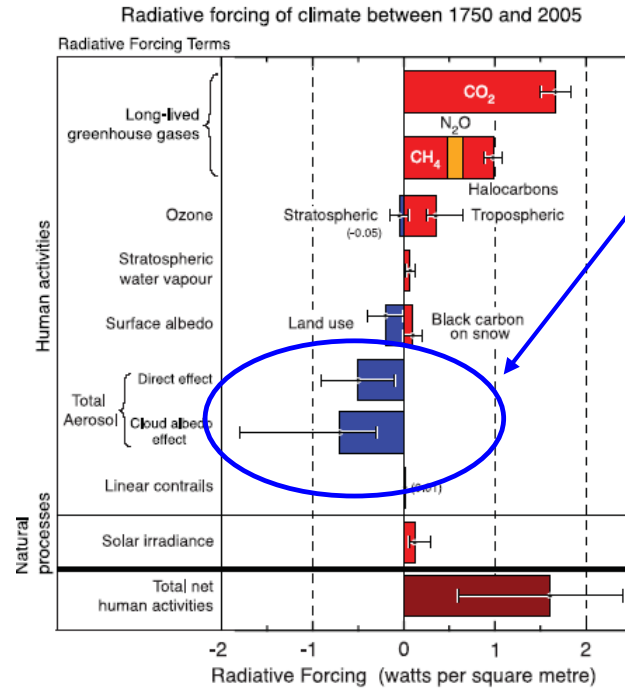 Radiative forcing of climate between 1750 and 2005
Radiative Forcing Terms
CO2
Long-lived
greenhouse gases
N2O
CH4
Halocarbons
Ozone
Stratospheric
(-0.05)
Tropospheric
Stratospheric
water vapour
Human activities
Surface albedo
Land use
Black carbon
on snow
Total
Aerosol
Direct effect
Cloud albedo
effect
Linear contrails
(0.01)
Natural
processes
Solar irradiance
Total net
human activities
-2 -1 0 1 2
Radiative Forcing (watts per square metre)